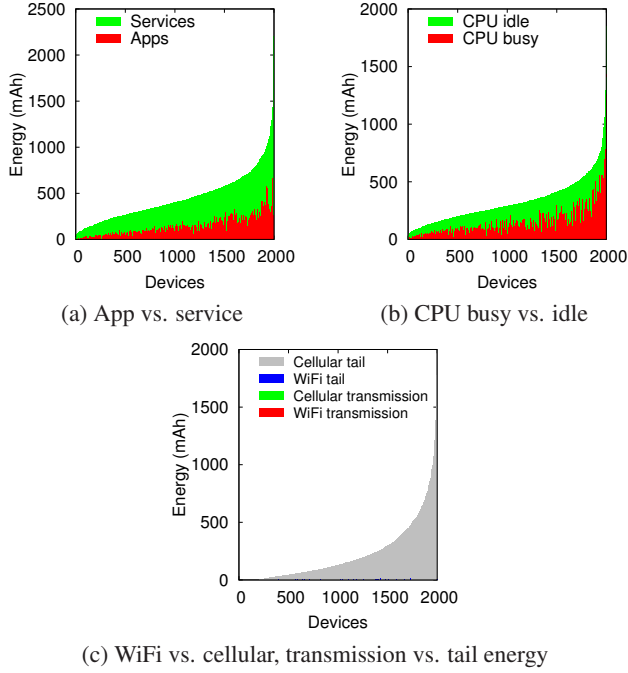 2500
2000
1500
1000
500
0
Energy (mAh)
Services
Apps
0 500 1000 1500 2000
Devices
(a) App vs. service
2000
1500
1000
500
0
Energy (mAh)
CPU idle
CPU busy
0 500 1000 1500 2000
Devices
(b) CPU busy vs. idle
2000
1500
1000
500
0
Energy (mAh)
Cellular tail
WiFi tail
Cellular transmission
WiFi transmission
0 500 1000 1500 2000
Devices
(c) WiFi vs. cellular, transmission vs. tail energy